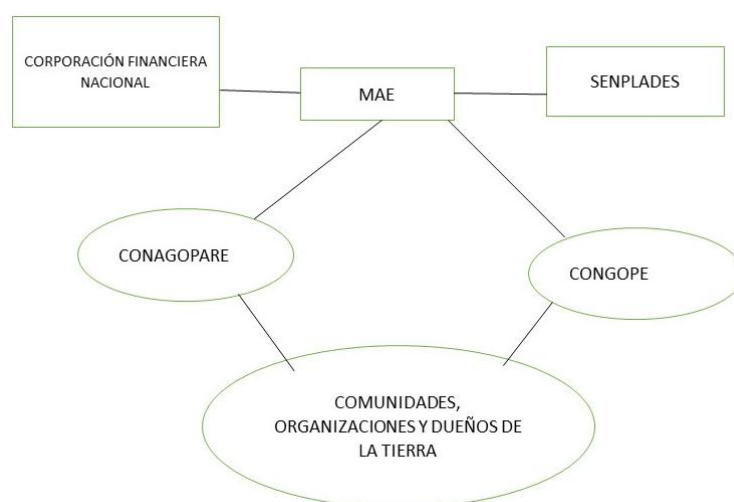 CORPORACIÓN FINANCIERA
NACIONAL
MAE
SENPLADES
CONAGOPARE
CONGOPE
COMUNIDADES,
ORGANIZACIONES Y DUEÑOS DE
LA TIERRA